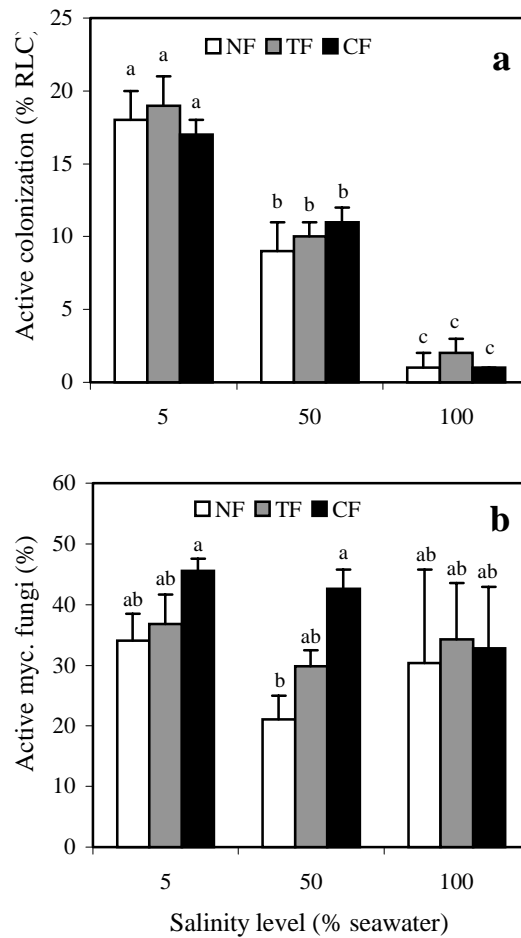 Active colonization (% RLC)
25
20
15
10
5
0
NF TF CF
a
a a a
b b b
c c c
5 50 100
Active myc. fungi (%)
60
50
40
30
20
10
0
NF TF CF
b
ab ab a
b ab a
ab ab ab
5 50 100
Salinity level (% seawater)